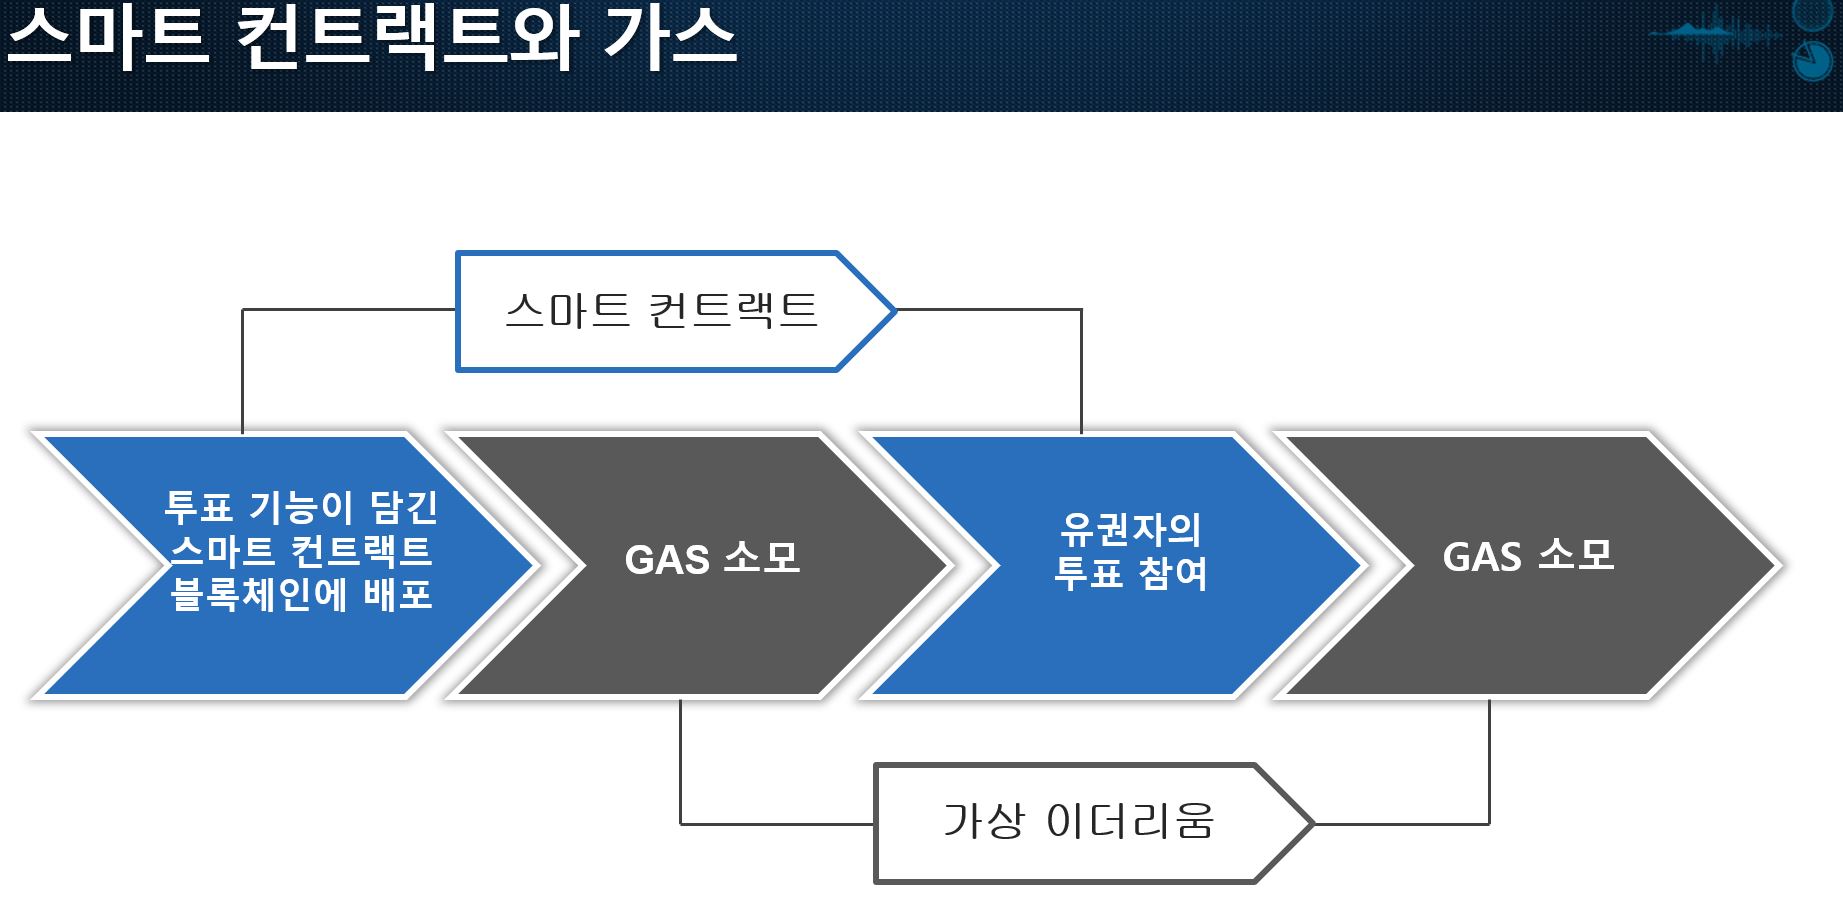 스마트 컨트랙트와 가스
스마트 컨트랙트
투표 기능이 담긴
스마트 컨트랙트
블록체인에 배포
GAS 소모
유권자의
투표 참여
GAS 소모
가상 이더리움